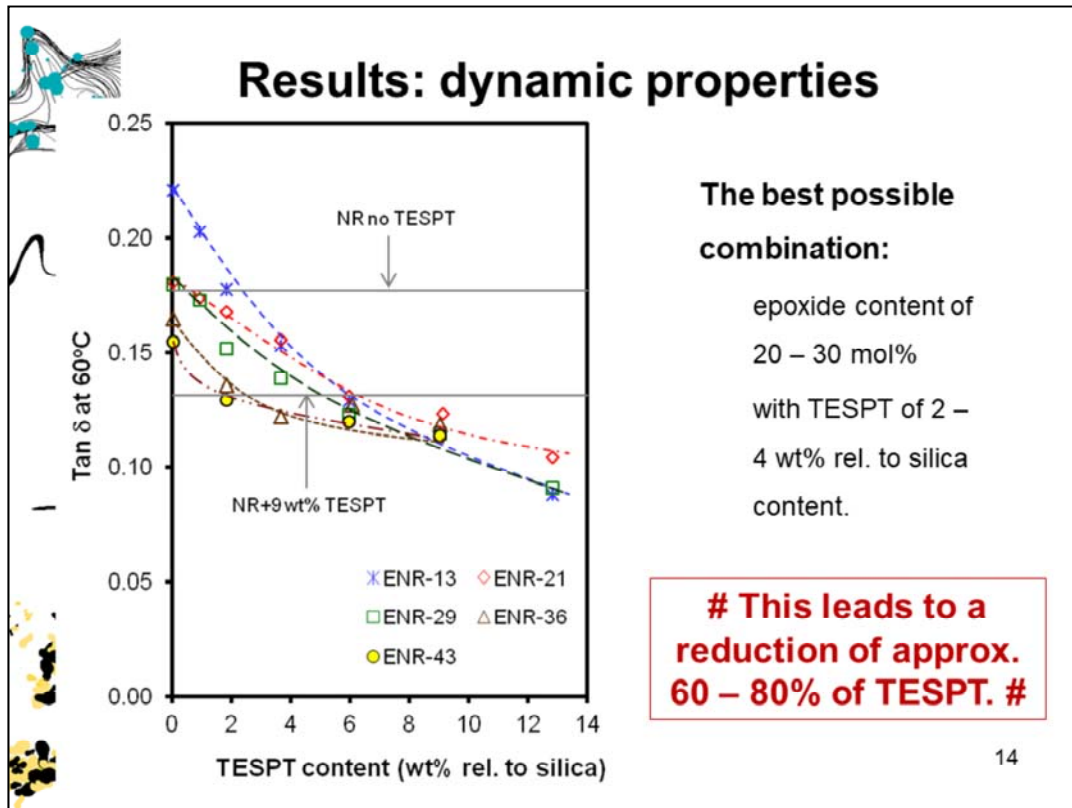 Results: dynamic properties
0.25
0.20
0.15
0.10
0.05
0.00
Tan δ at 60°C
NR no TESPT
NR+9 wt% TESPT
ENR-13 ENR-21
ENR-29 ENR-36
ENR-43
0 2 4 6 8 10 12 14
TESPT content (wt% rel. to silica)
The best possible
combination:
epoxide content of
20 – 30 mol%
with TESPT of 2 –
4 wt% rel. to silica
content.
# This leads to a
reduction of approx.
60 – 80% of TESPT. #
14